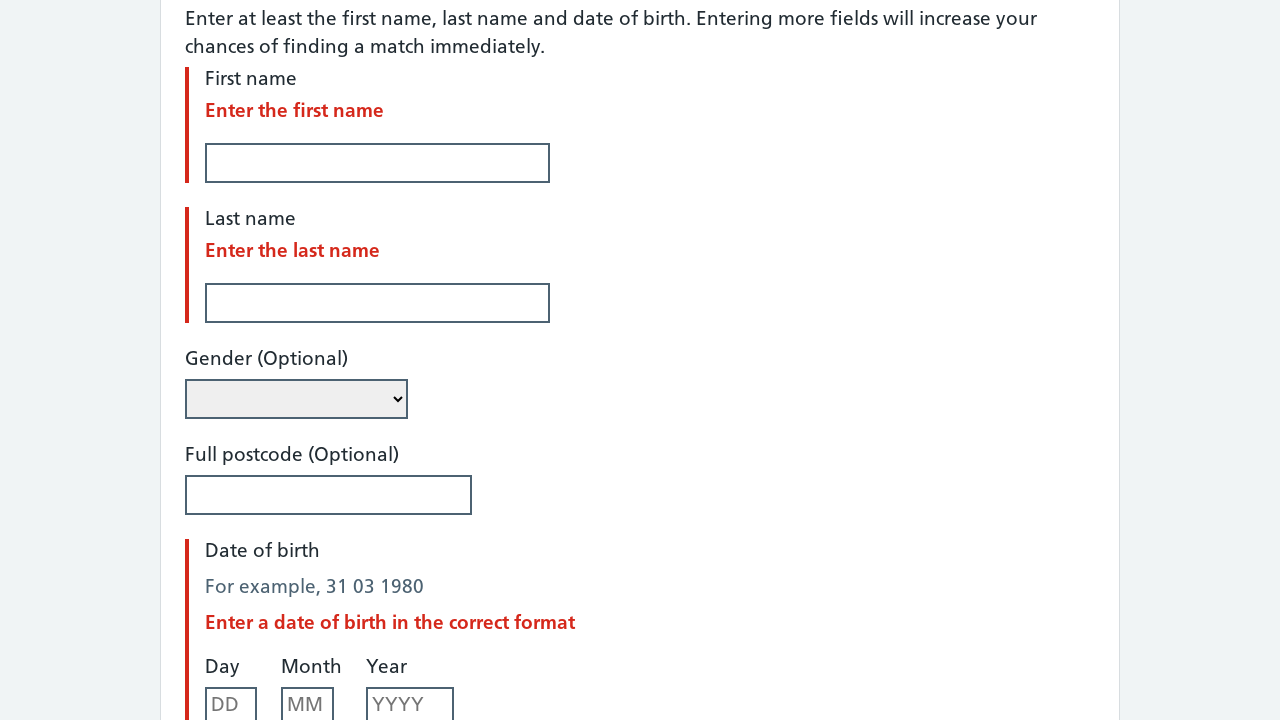 Enter at least the first name, last name and date of birth. Entering more fields will increase your
chances of finding a match immediately.
First name
Enter the first name
Last name
Enter the last name
Gender (Optional)
Full postcode (Optional)
Date of birth
For example, 31 03 1980
Enter a date of birth in the correct format
Day Month Year
DD MM YYYY